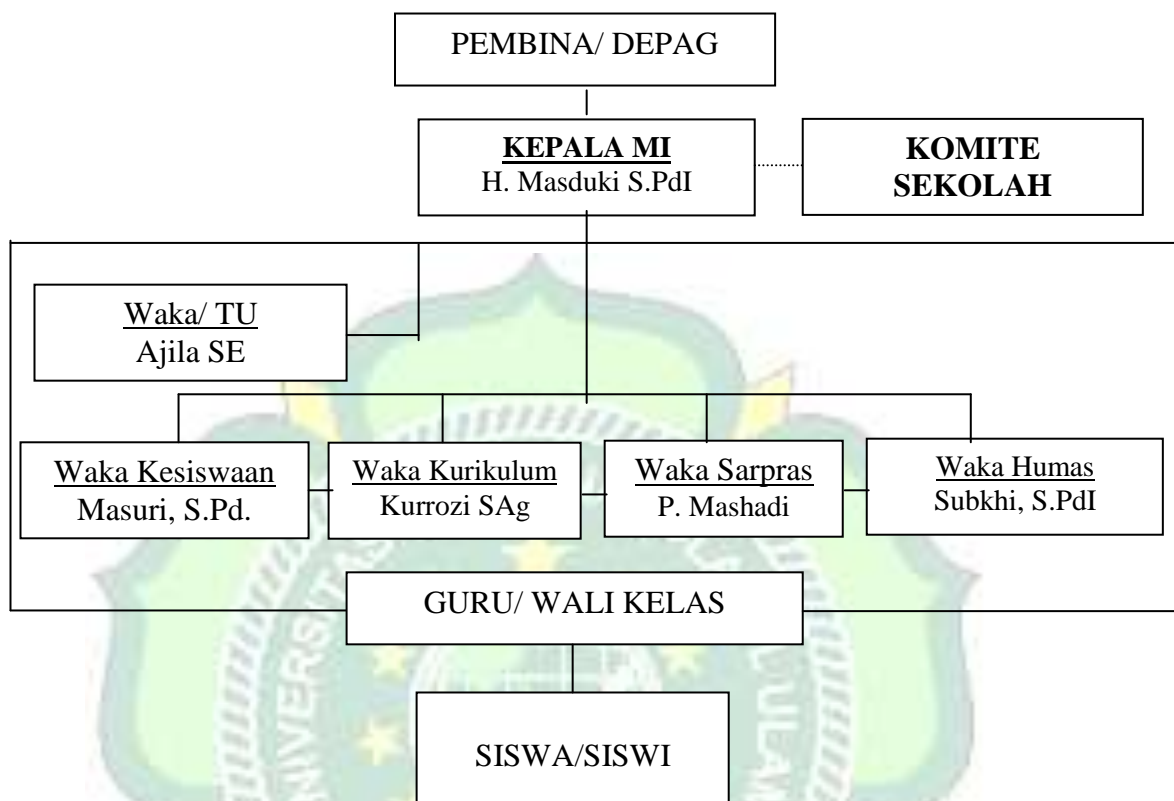 PEMBINA/ DEPAG
KEPALA MI
H. Masduki S.PdI
KOMITE
SEKOLAH
Waka/ TU
Ajila SE
Waka Kesiswaan
Masuri, S.Pd.
Waka Kurikulum
Kurrozi SAg
Waka Sarpras
P. Mashadi
Waka Humas
Subkhi, S.PdI
GURU/ WALI KELAS
SISWA/SISWI